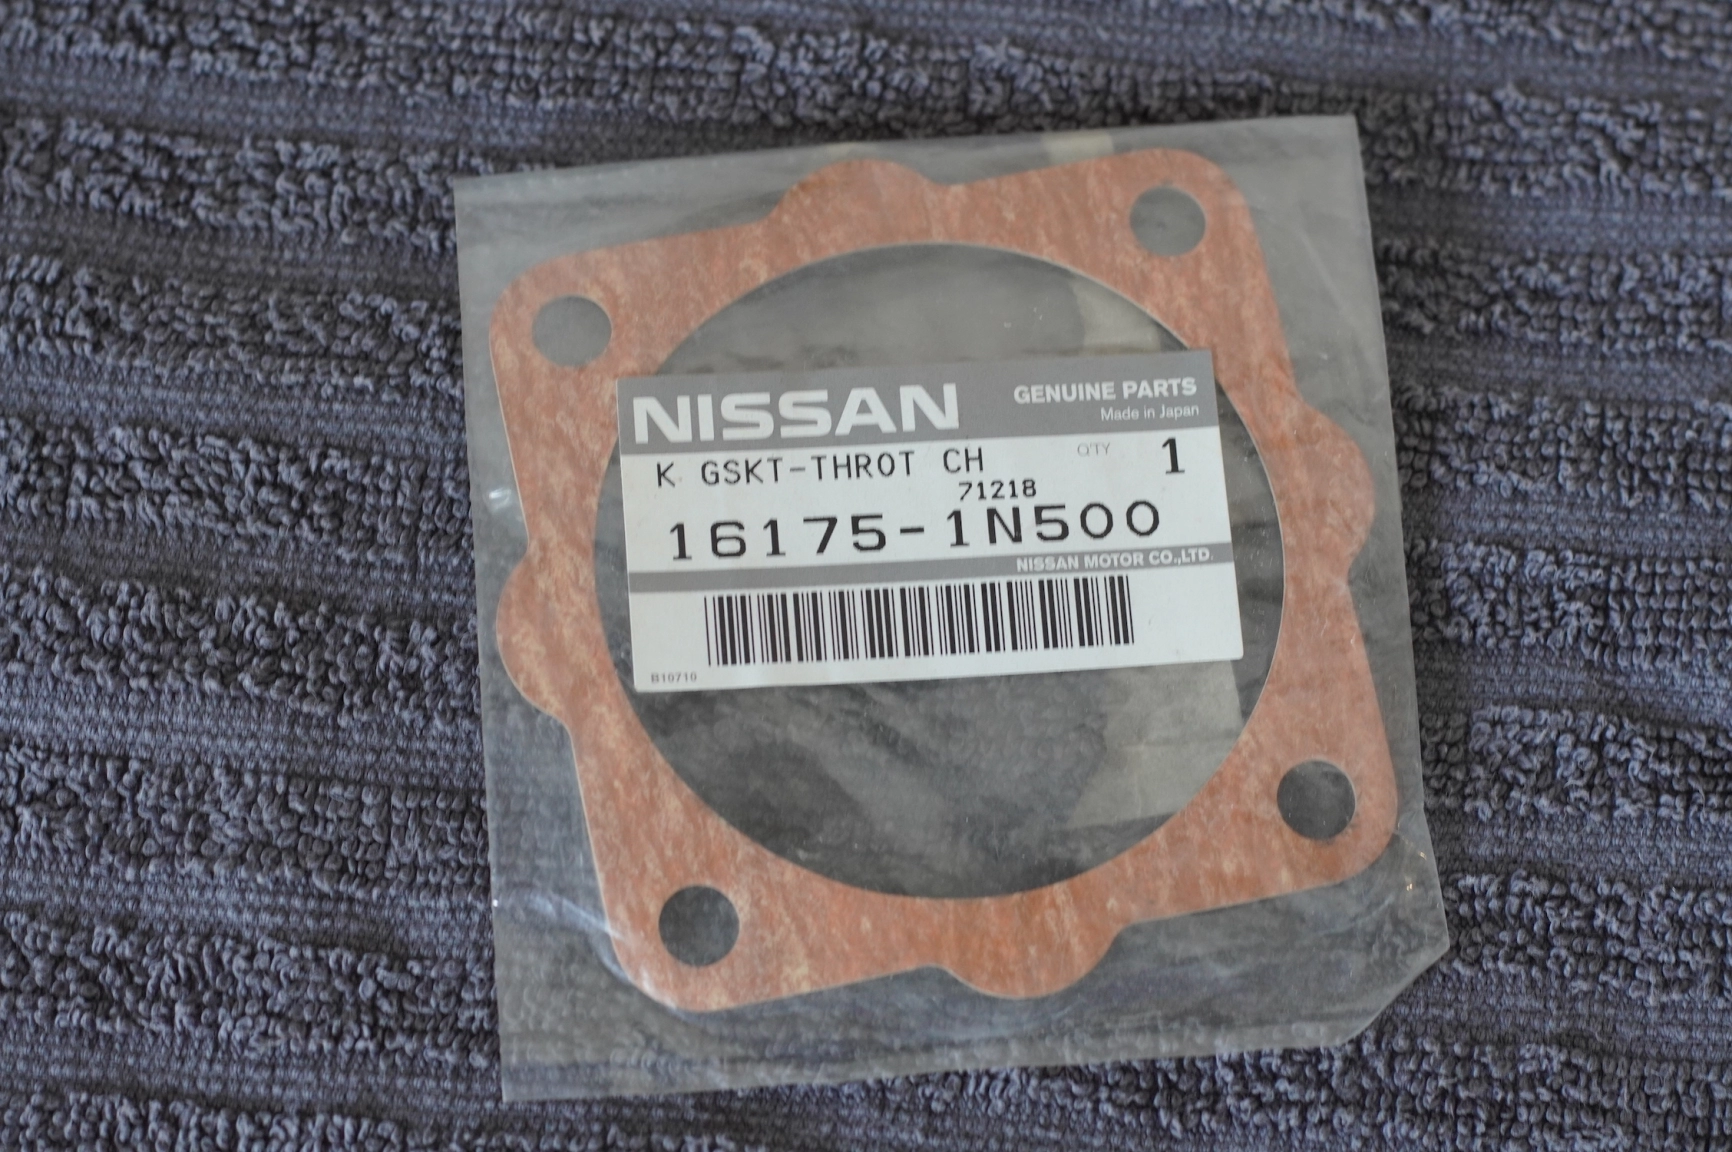 NISSAN GENUINE PARTS
Made in Japan
K GSKT-THROT CH QTY 1
71218
16175-1N500
NISSAN MOTOR CO.,LTD.
B10710